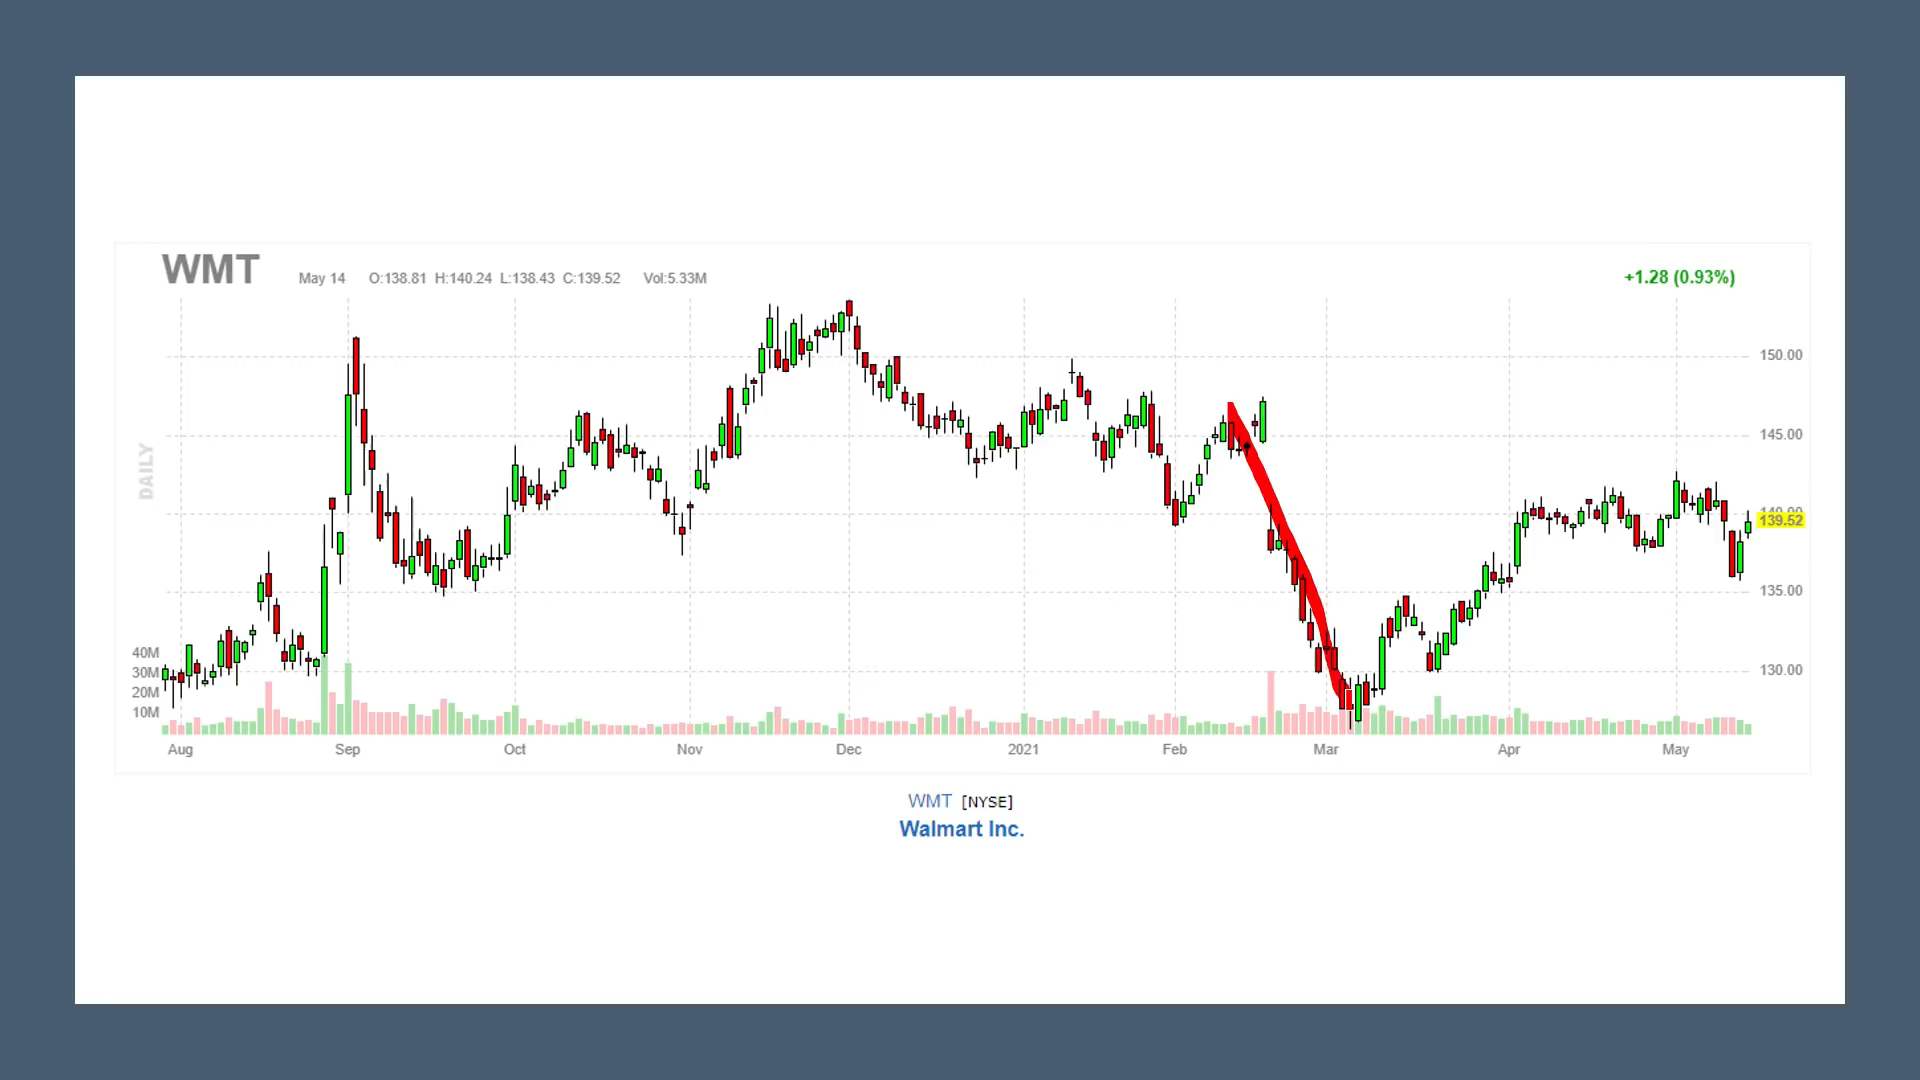 WMT May 14 O:138.81 H:140.24 L:138.43 C:139.52 Vol:5.33M +1.28 (0.93%)
150.00
145.00
DAILY
140.00
139.52
135.00
40M
30M 130.00
20M
10M
Aug Sep Oct Nov Dec 2021 Feb Mar Apr May
WMT [NYSE]
Walmart Inc.